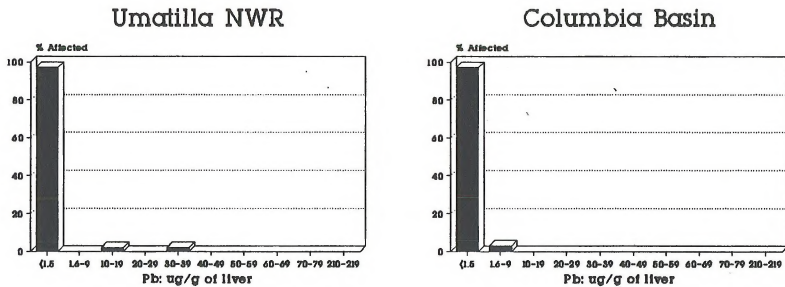 Umatilla NWR
% Affected
100
80
60
40
20
0
<1.5 1.6-9 10-19 20-29 30-39 40-49 50-59 60-69 70-79 210-219
Pb: ug/g of liver
Columbia Basin
% Affected
100
80
60
40
20
0
<1.5 1.6-9 10-19 20-29 30-39 40-49 50-59 60-69 70-79 210-219
Pb: ug/g of liver